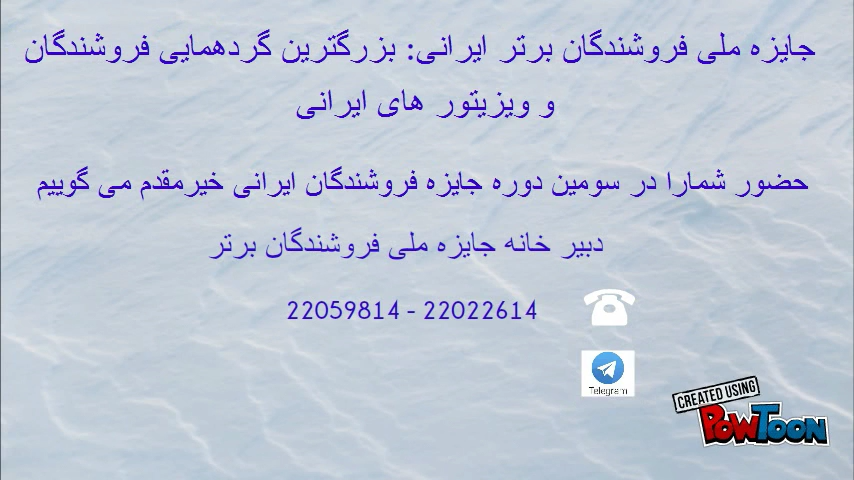 جایزه ملی فروشندگان برتر ایرانی: بزرگترین گردهمایی فروشندگان
و ویزیتور های ایرانی
حضور شمارا در سومین دوره جایزه فروشندگان ایرانی خیرمقدم می گوییم
دبیر خانه جایزه ملی فروشندگان برتر
22059814 - 22022614
Telegram
CREATED USING
POWTOON